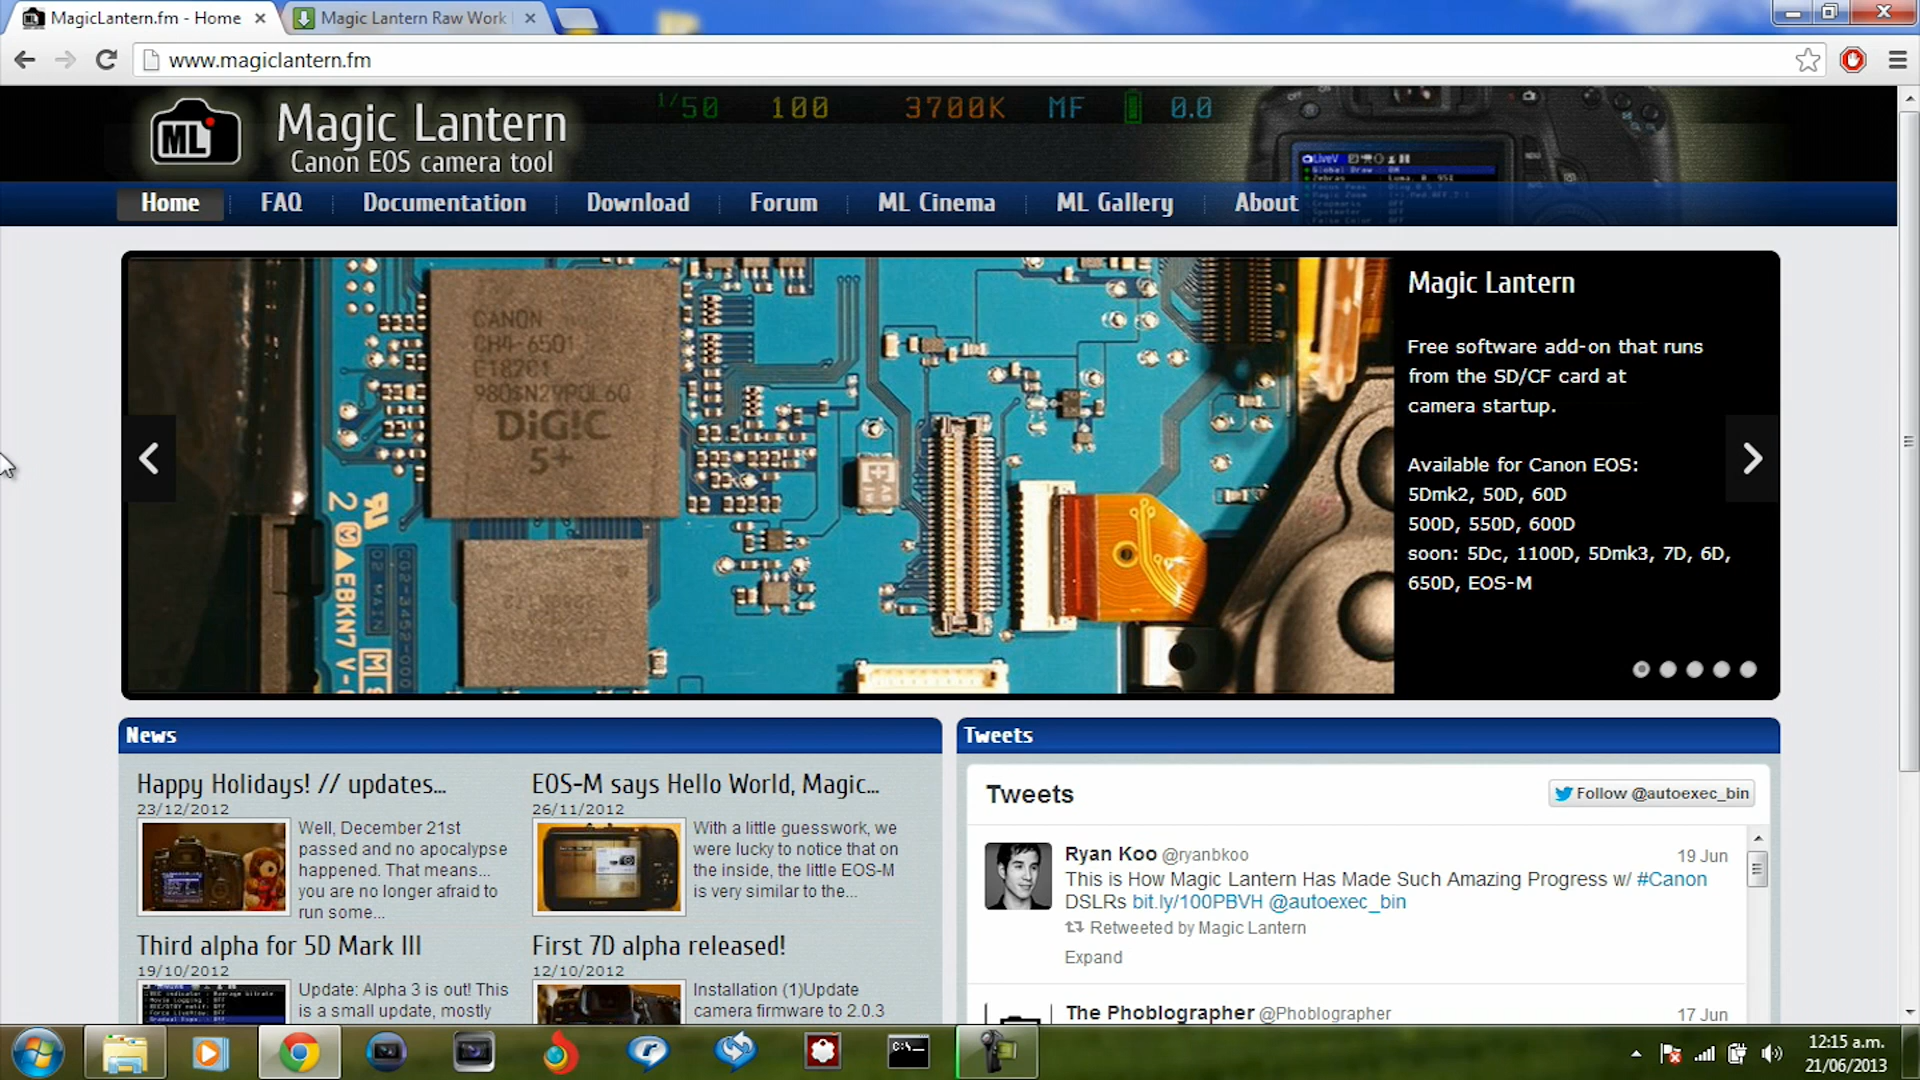 MagicLantern.fm - Home
Magic Lantern Raw Work
www.magiclantern.fm
ML
Magic Lantern
Canon EOS camera tool
1/50 100 3700K MF 0.0
Home FAQ Documentation Download Forum ML Cinema ML Gallery About
CANON
CH4-6501
DiG!C
5+
Magic Lantern
Free software add-on that runs
from the SD/CF card at
camera startup.
Available for Canon EOS:
5Dmk2, 50D, 60D
500D, 550D, 600D
soon: 5Dc, 1100D, 5Dmk3, 7D, 6D,
650D, EOS-M
News
Happy Holidays! // updates...
23/12/2012
Well, December 21st
passed and no apocalypse
happened. That means...
you are no longer afraid to
run some...
EOS-M says Hello World, Magic...
26/11/2012
With a little guesswork, we
were lucky to notice that on
the inside, the little EOS-M
is very similar to the...
Third alpha for 5D Mark III
19/10/2012
Update: Alpha 3 is out! This
is a small update, mostly
First 7D alpha released!
12/10/2012
Installation (1)Update
camera firmware to 2.0.3
Tweets
Tweets
Follow @autoexec_bin
Ryan Koo @ryanbkoo
19 Jun
This is How Magic Lantern Has Made Such Amazing Progress w/ #Canon
DSLRs bit.ly/100PBVH @autoexec_bin
Retweeted by Magic Lantern
Expand
The Phoblographer @Phoblographer
17 Jun
C:\_
12:15 a.m.
21/06/2013